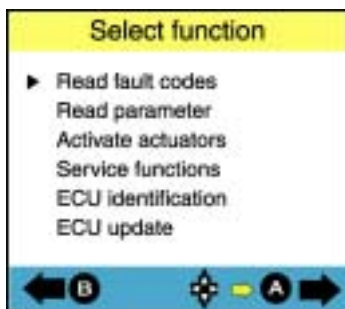 Select function
Read fault codes
Read parameter
Activate actuators
Service functions
ECU identification
ECU update
B A